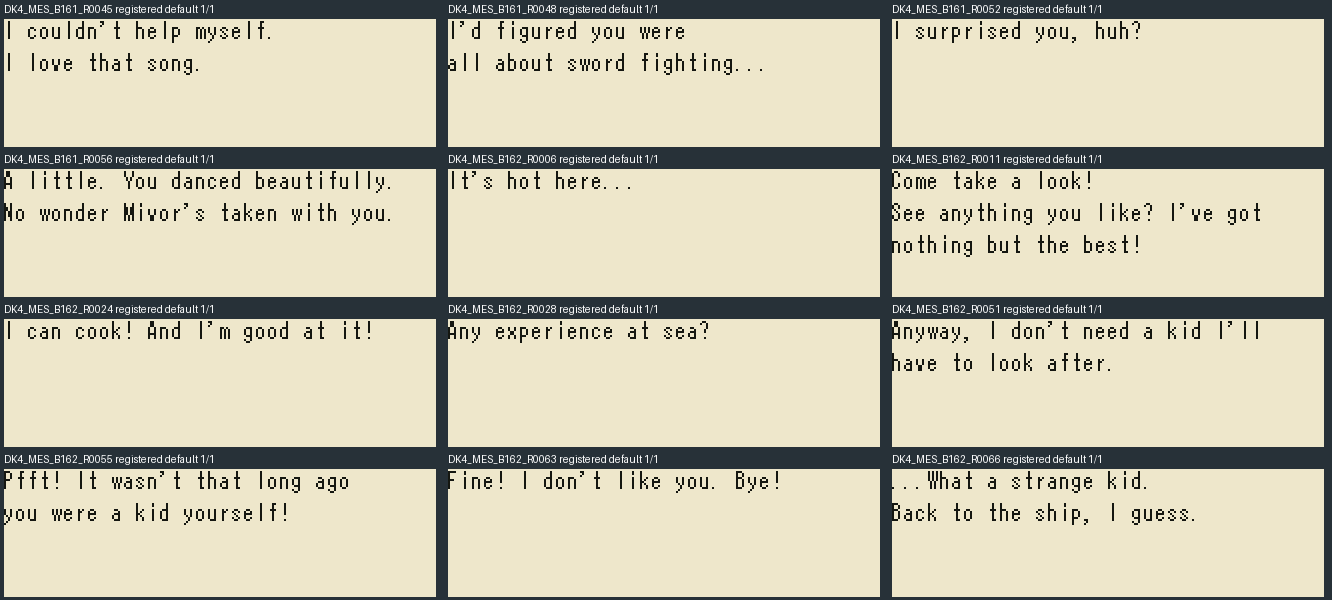 DK4_MES_B161_R0045 registered default 1/1
I couldn't help myself.
I love that song.
DK4_MES_B161_R0048 registered default 1/1
I'd figured you were
all about sword fighting...
DK4_MES_B161_R0052 registered default 1/1
I surprised you, huh?
DK4_MES_B161_R0056 registered default 1/1
A little. You danced beautifully.
No wonder Mivor's taken with you.
DK4_MES_B162_R0006 registered default 1/1
It's hot here...
DK4_MES_B162_R0011 registered default 1/1
Come take a look!
See anything you like? I've got
nothing but the best!
DK4_MES_B162_R0024 registered default 1/1
I can cook! And I'm good at it!
DK4_MES_B162_R0028 registered default 1/1
Any experience at sea?
DK4_MES_B162_R0051 registered default 1/1
Anyway, I don't need a kid I'll
have to look after.
DK4_MES_B162_R0055 registered default 1/1
Pfft! It wasn't that long ago
you were a kid yourself!
DK4_MES_B162_R0063 registered default 1/1
Fine! I don't like you. Bye!
DK4_MES_B162_R0066 registered default 1/1
...What a strange kid.
Back to the ship, I guess.